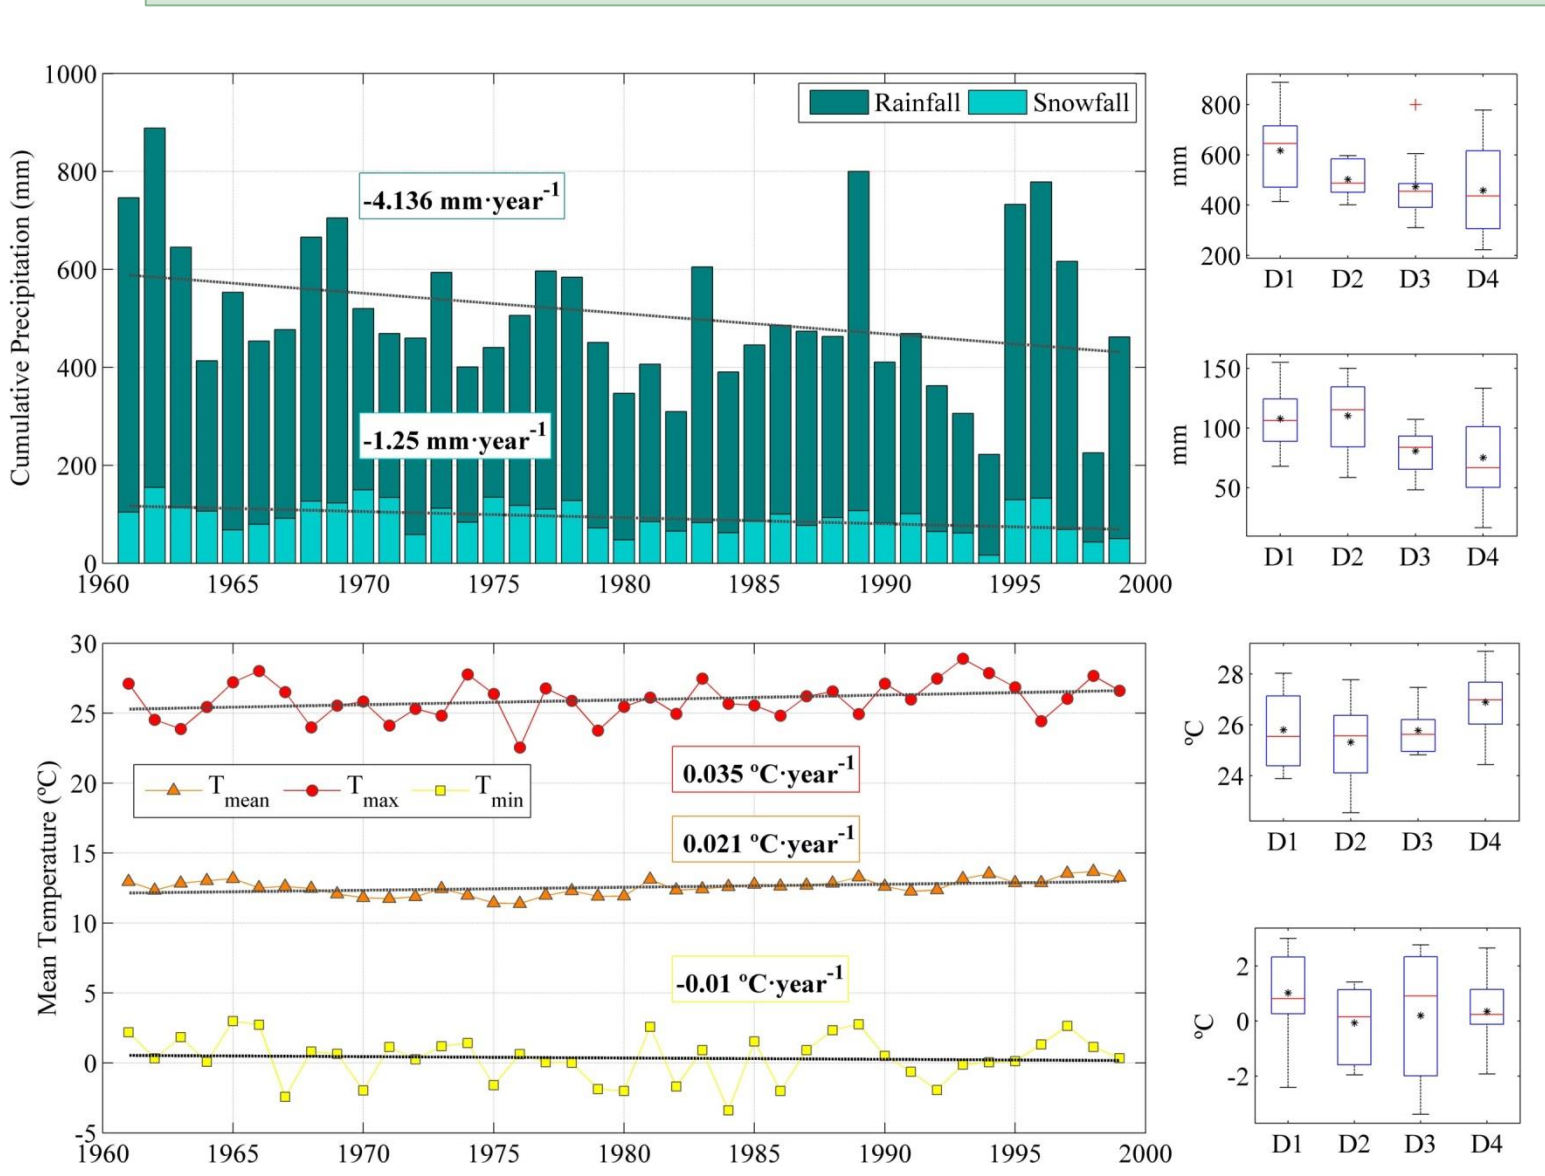 1000
800
600
400
200
0
Cumulative Precipitation (mm)
Rainfall Snowfall
-4.136 mm·year-1
-1.25 mm·year-1
1960 1965 1970 1975 1980 1985 1990 1995 2000
mm
800
600
400
200
D1 D2 D3 D4
mm
150
100
50
D1 D2 D3 D4
30
25
20
15
10
5
0
-5
Mean Temperature (ºC)
Tmean Tmax Tmin
0.035 ºC·year-1
0.021 ºC·year-1
-0.01 ºC·year-1
1960 1965 1970 1975 1980 1985 1990 1995 2000
ºC
28
26
24
D1 D2 D3 D4
ºC
2
0
-2
D1 D2 D3 D4